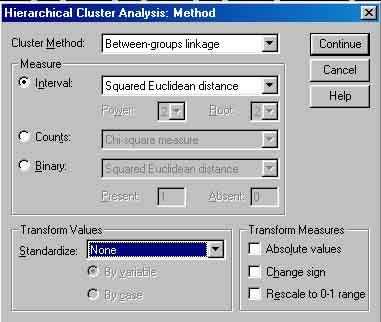 Hierarchical Cluster Analysis: Method
Cluster Method: Between-groups linkage
Continue
Cancel
Help
Measure
Interval: Squared Euclidean distance
Power: 2 Root: 2
Counts: Chi-square measure
Binary: Squared Euclidean distance
Present: 1 Absent: 0
Transform Values
Standardize: None
By variable
By case
Transform Measures
Absolute values
Change sign
Rescale to 0-1 range